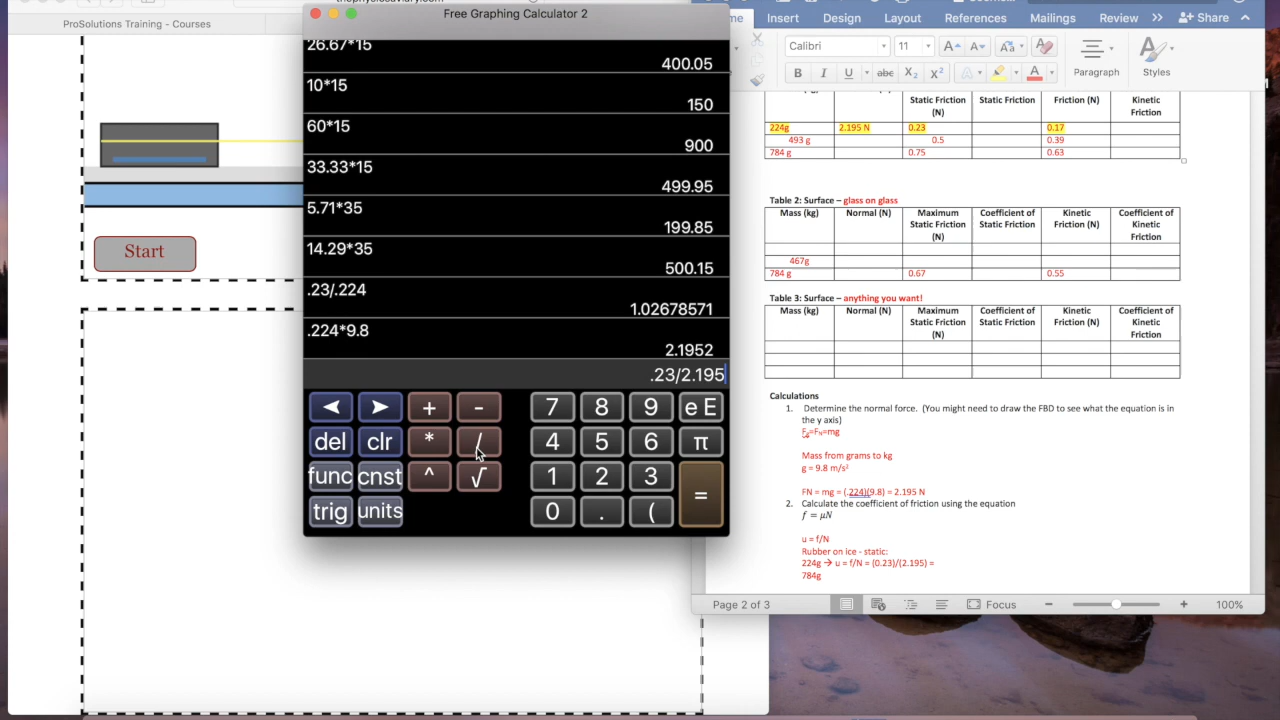 thephysicsaviary.com
ProSolutions Training - Courses
Start
Free Graphing Calculator 2
26.67*15
400.05
10*15
150
60*15
900
33.33*15
499.95
5.71*35
199.85
14.29*35
500.15
.23/.224
1.02678571
.224*9.8
2.1952
.23/2.195
+ - 7 8 9 e E
del clr * / 4 5 6 π
func cnst ^ √ 1 2 3 =
trig units 0 . (
me Insert Design Layout References Mailings Review Share
Calibri 11
B I U abc X₂ X² A A
Paragraph Styles
Static Friction (N) Static Friction Friction (N) Kinetic Friction
224g 2.195 N 0.23 0.17
493 g 0.5 0.39
784 g 0.75 0.63
Table 2: Surface – glass on glass
Mass (kg) Normal (N) Maximum Static Friction (N) Coefficient of Static Friction Kinetic Friction (N) Coefficient of Kinetic Friction
467g
784 g 0.67 0.55
Table 3: Surface – anything you want!
Mass (kg) Normal (N) Maximum Static Friction (N) Coefficient of Static Friction Kinetic Friction (N) Coefficient of Kinetic Friction
Calculations
1. Determine the normal force. (You might need to draw the FBD to see what the equation is in
the y axis)
Fg=FN=mg
Mass from grams to kg
g = 9.8 m/s²
FN = mg = (.224)(9.8) = 2.195 N
2. Calculate the coefficient of friction using the equation
f = μN
u = f/N
Rubber on ice - static:
224g → u = f/N = (0.23)/(2.195) =
784g
Page 2 of 3 Focus 100%